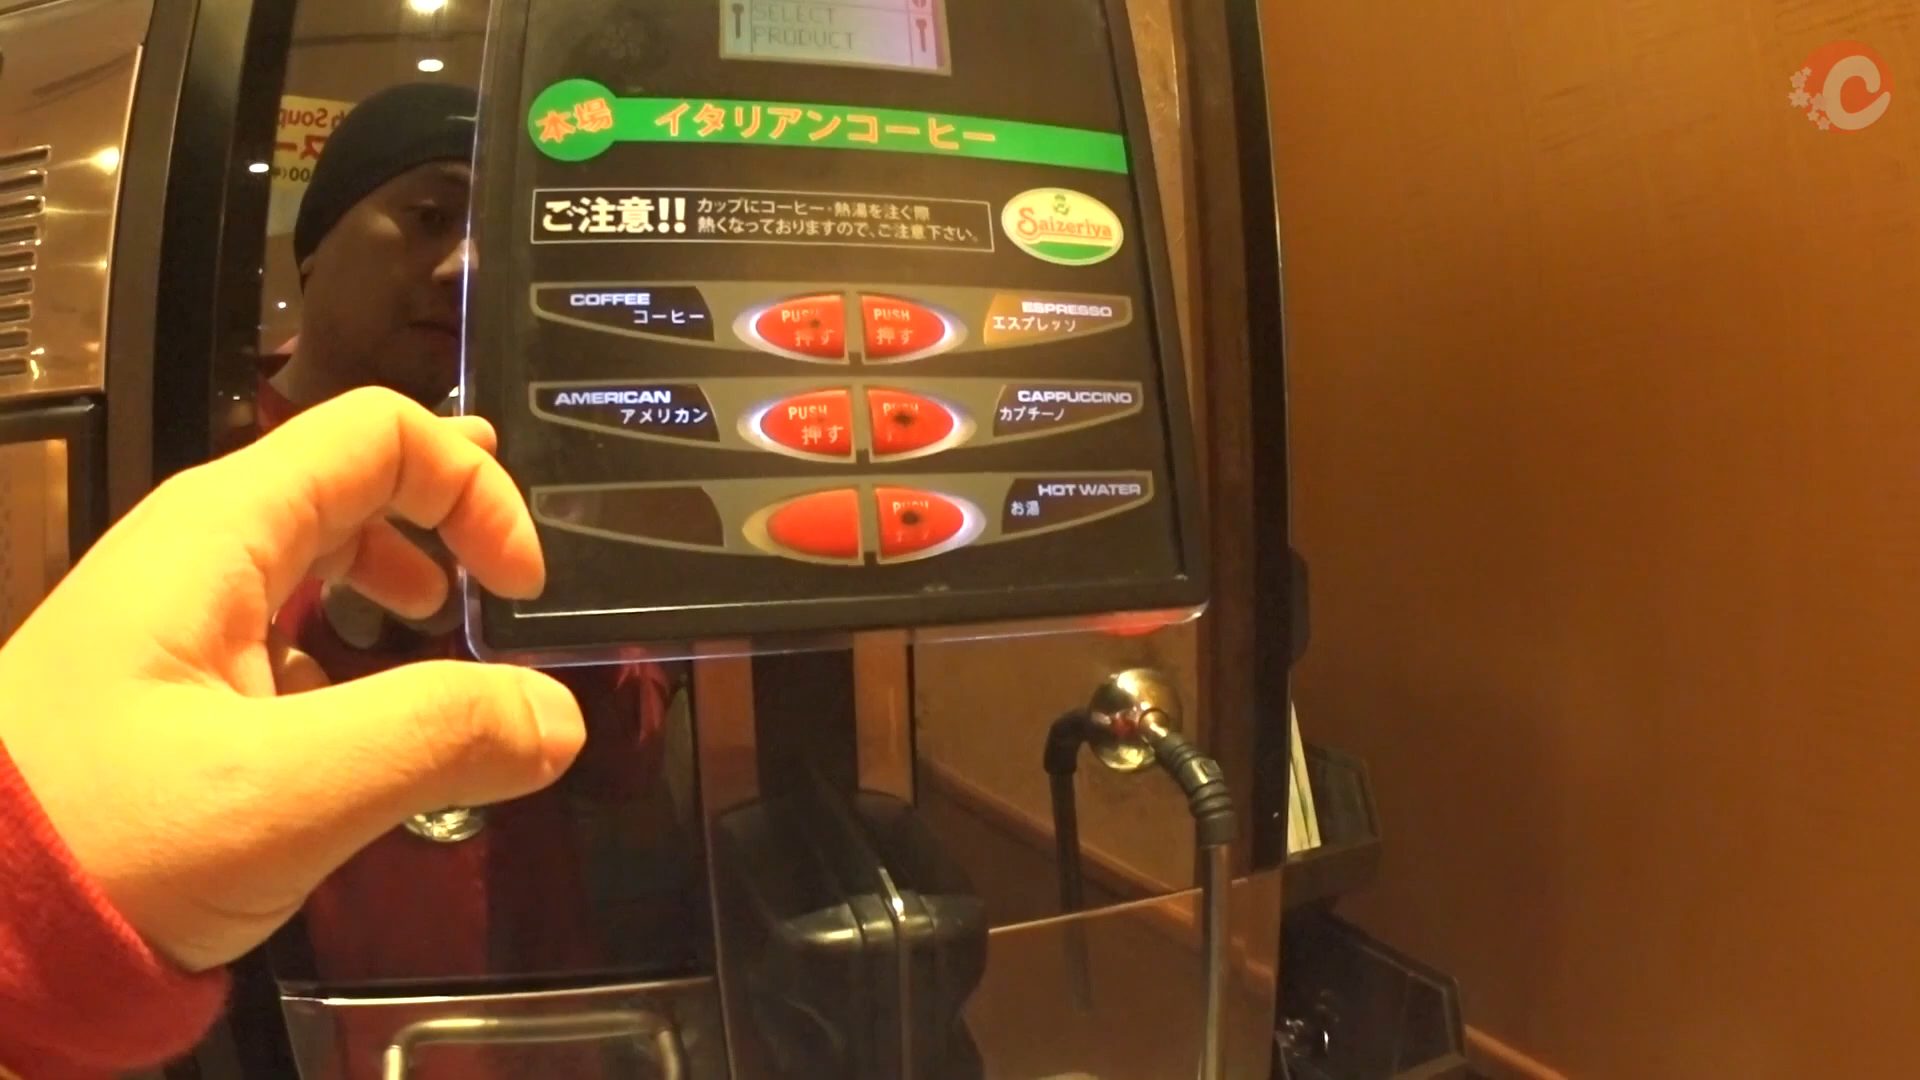 SELECT
PRODUCT
本場 イタリアンコーヒー
ご注意!!
カップにコーヒー・熱湯を注ぐ際
熱くなっておりますので、ご注意下さい。
Saizeriya
COFFEE
コーヒー
PUSH
押す
PUSH
押す
ESPRESSO
エスプレッソ
AMERICAN
アメリカン
PUSH
押す
PUSH
CAPPUCCINO
カプチーノ
PUSH
HOT WATER
お湯
Soup
C